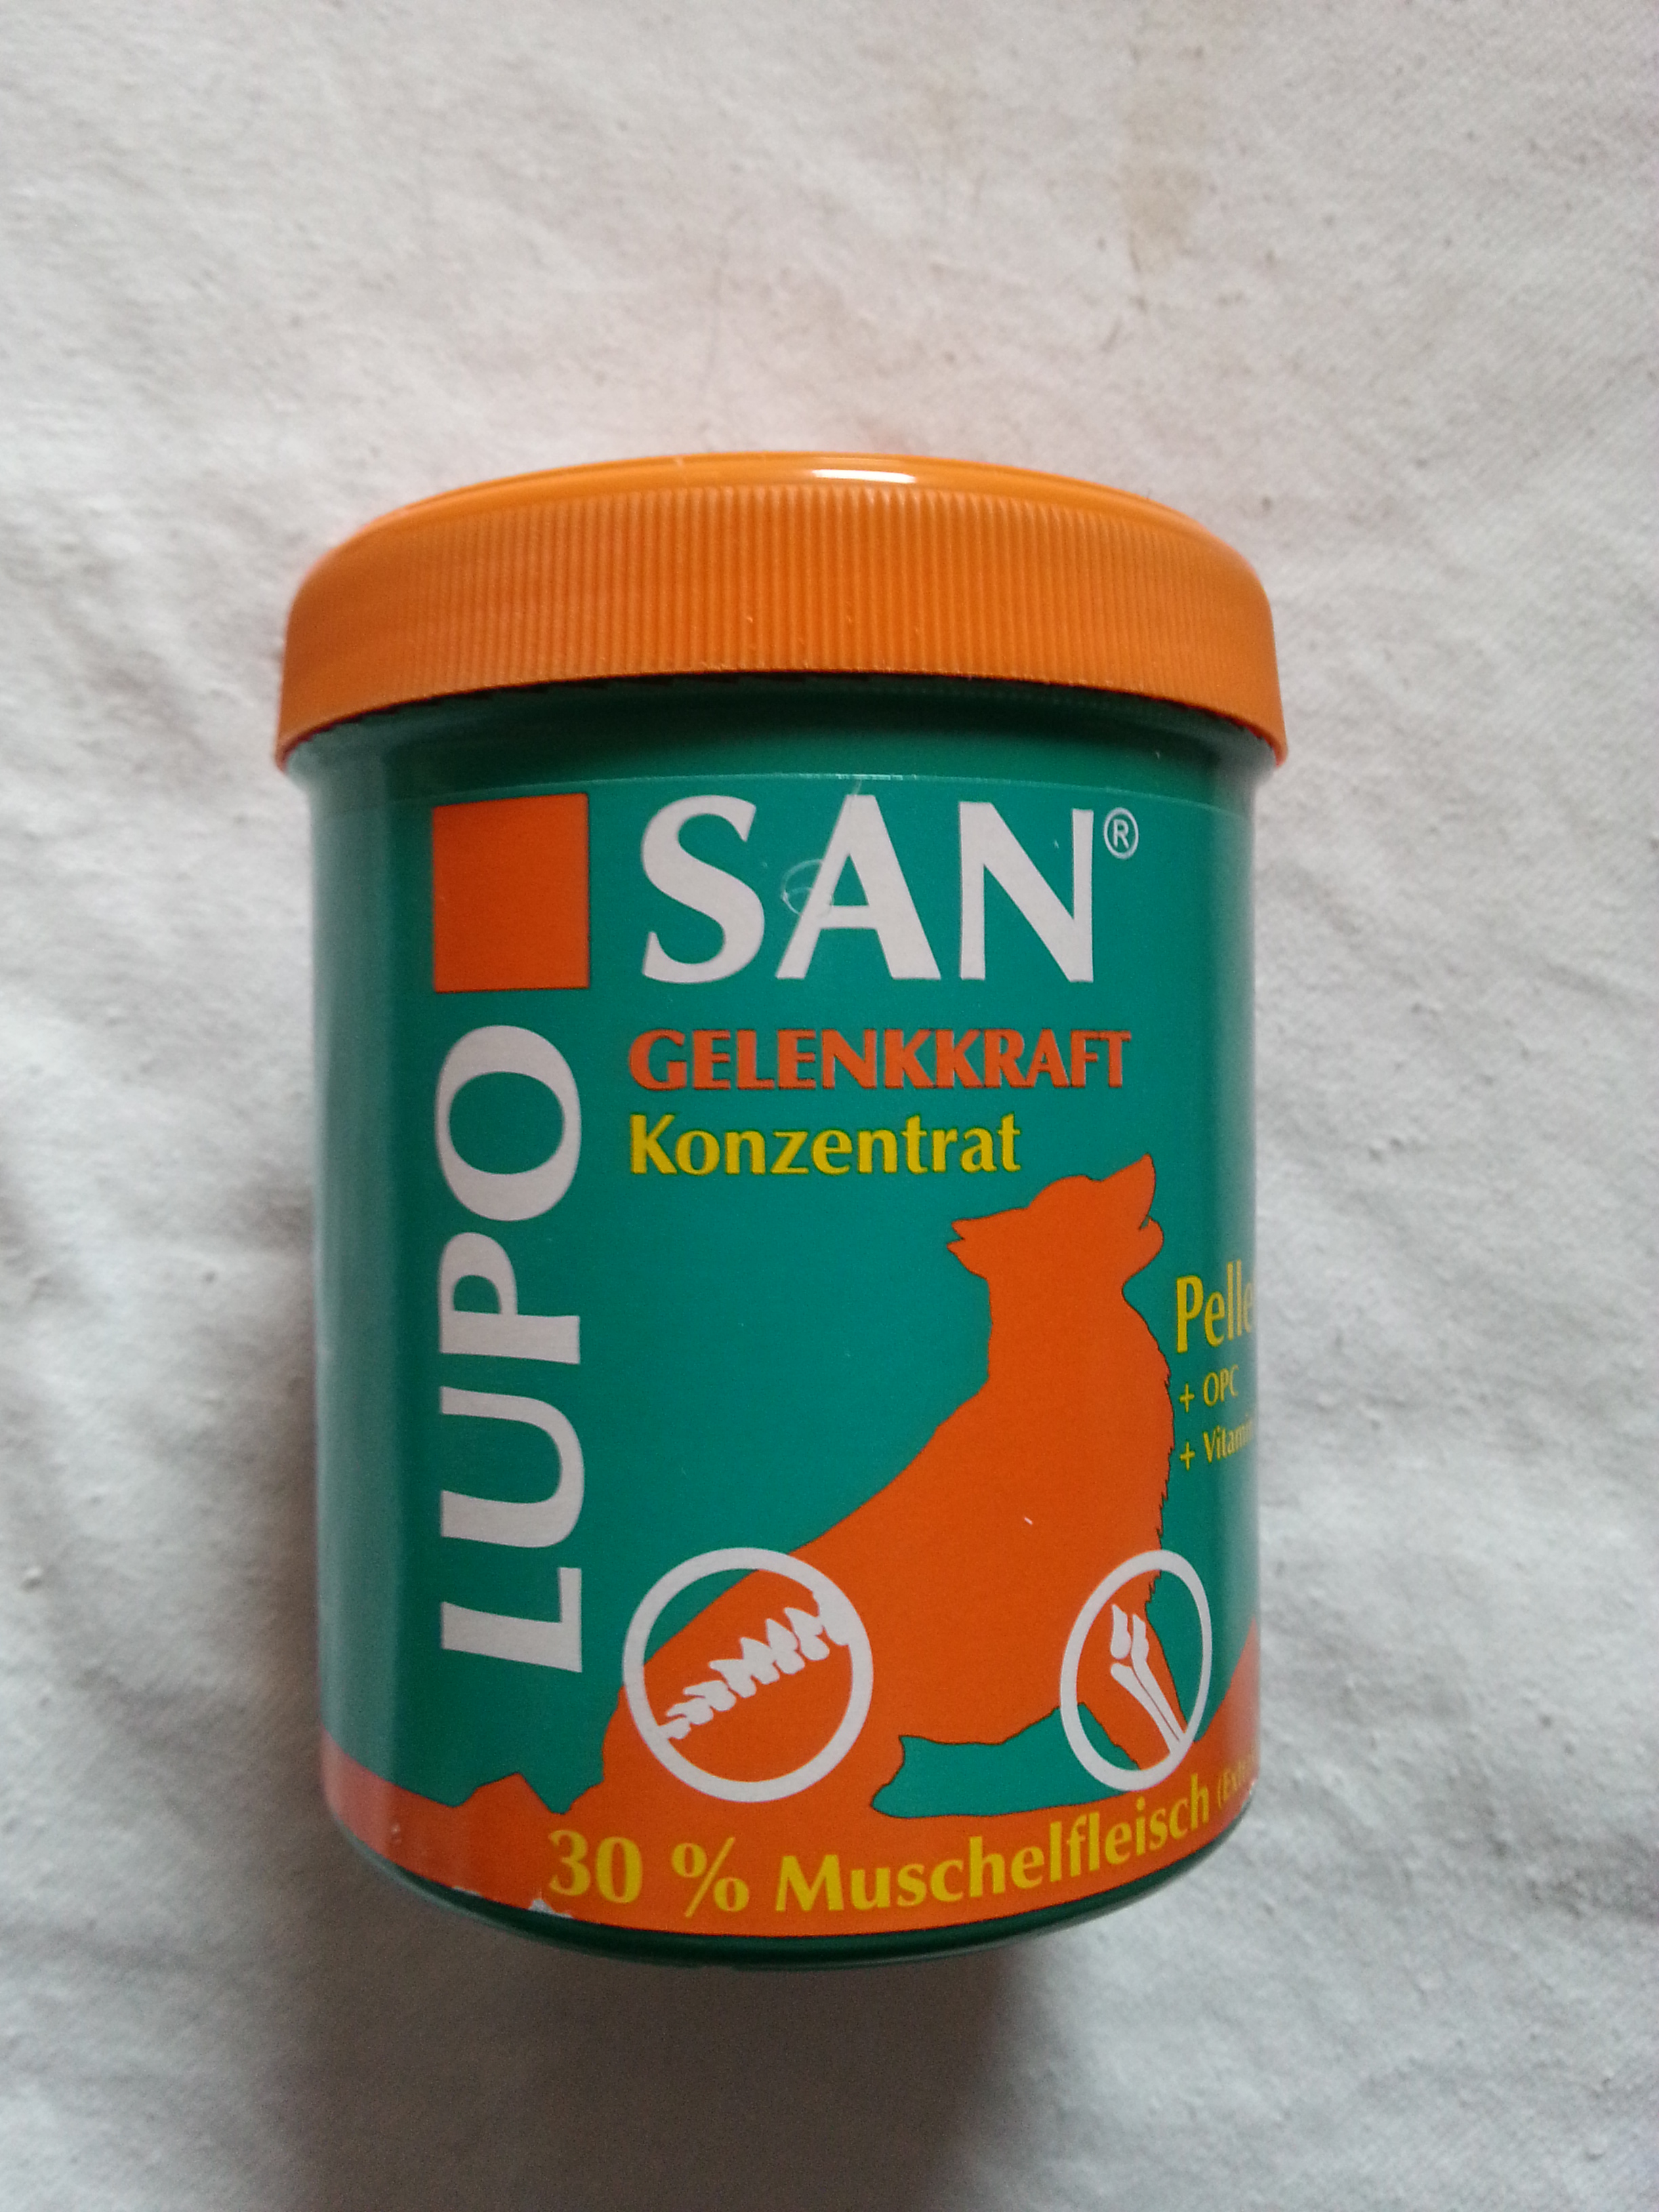 LUPO
SAN®
GELENKKRAFT
Konzentrat
+ OPC
30 % Muschelfleisch